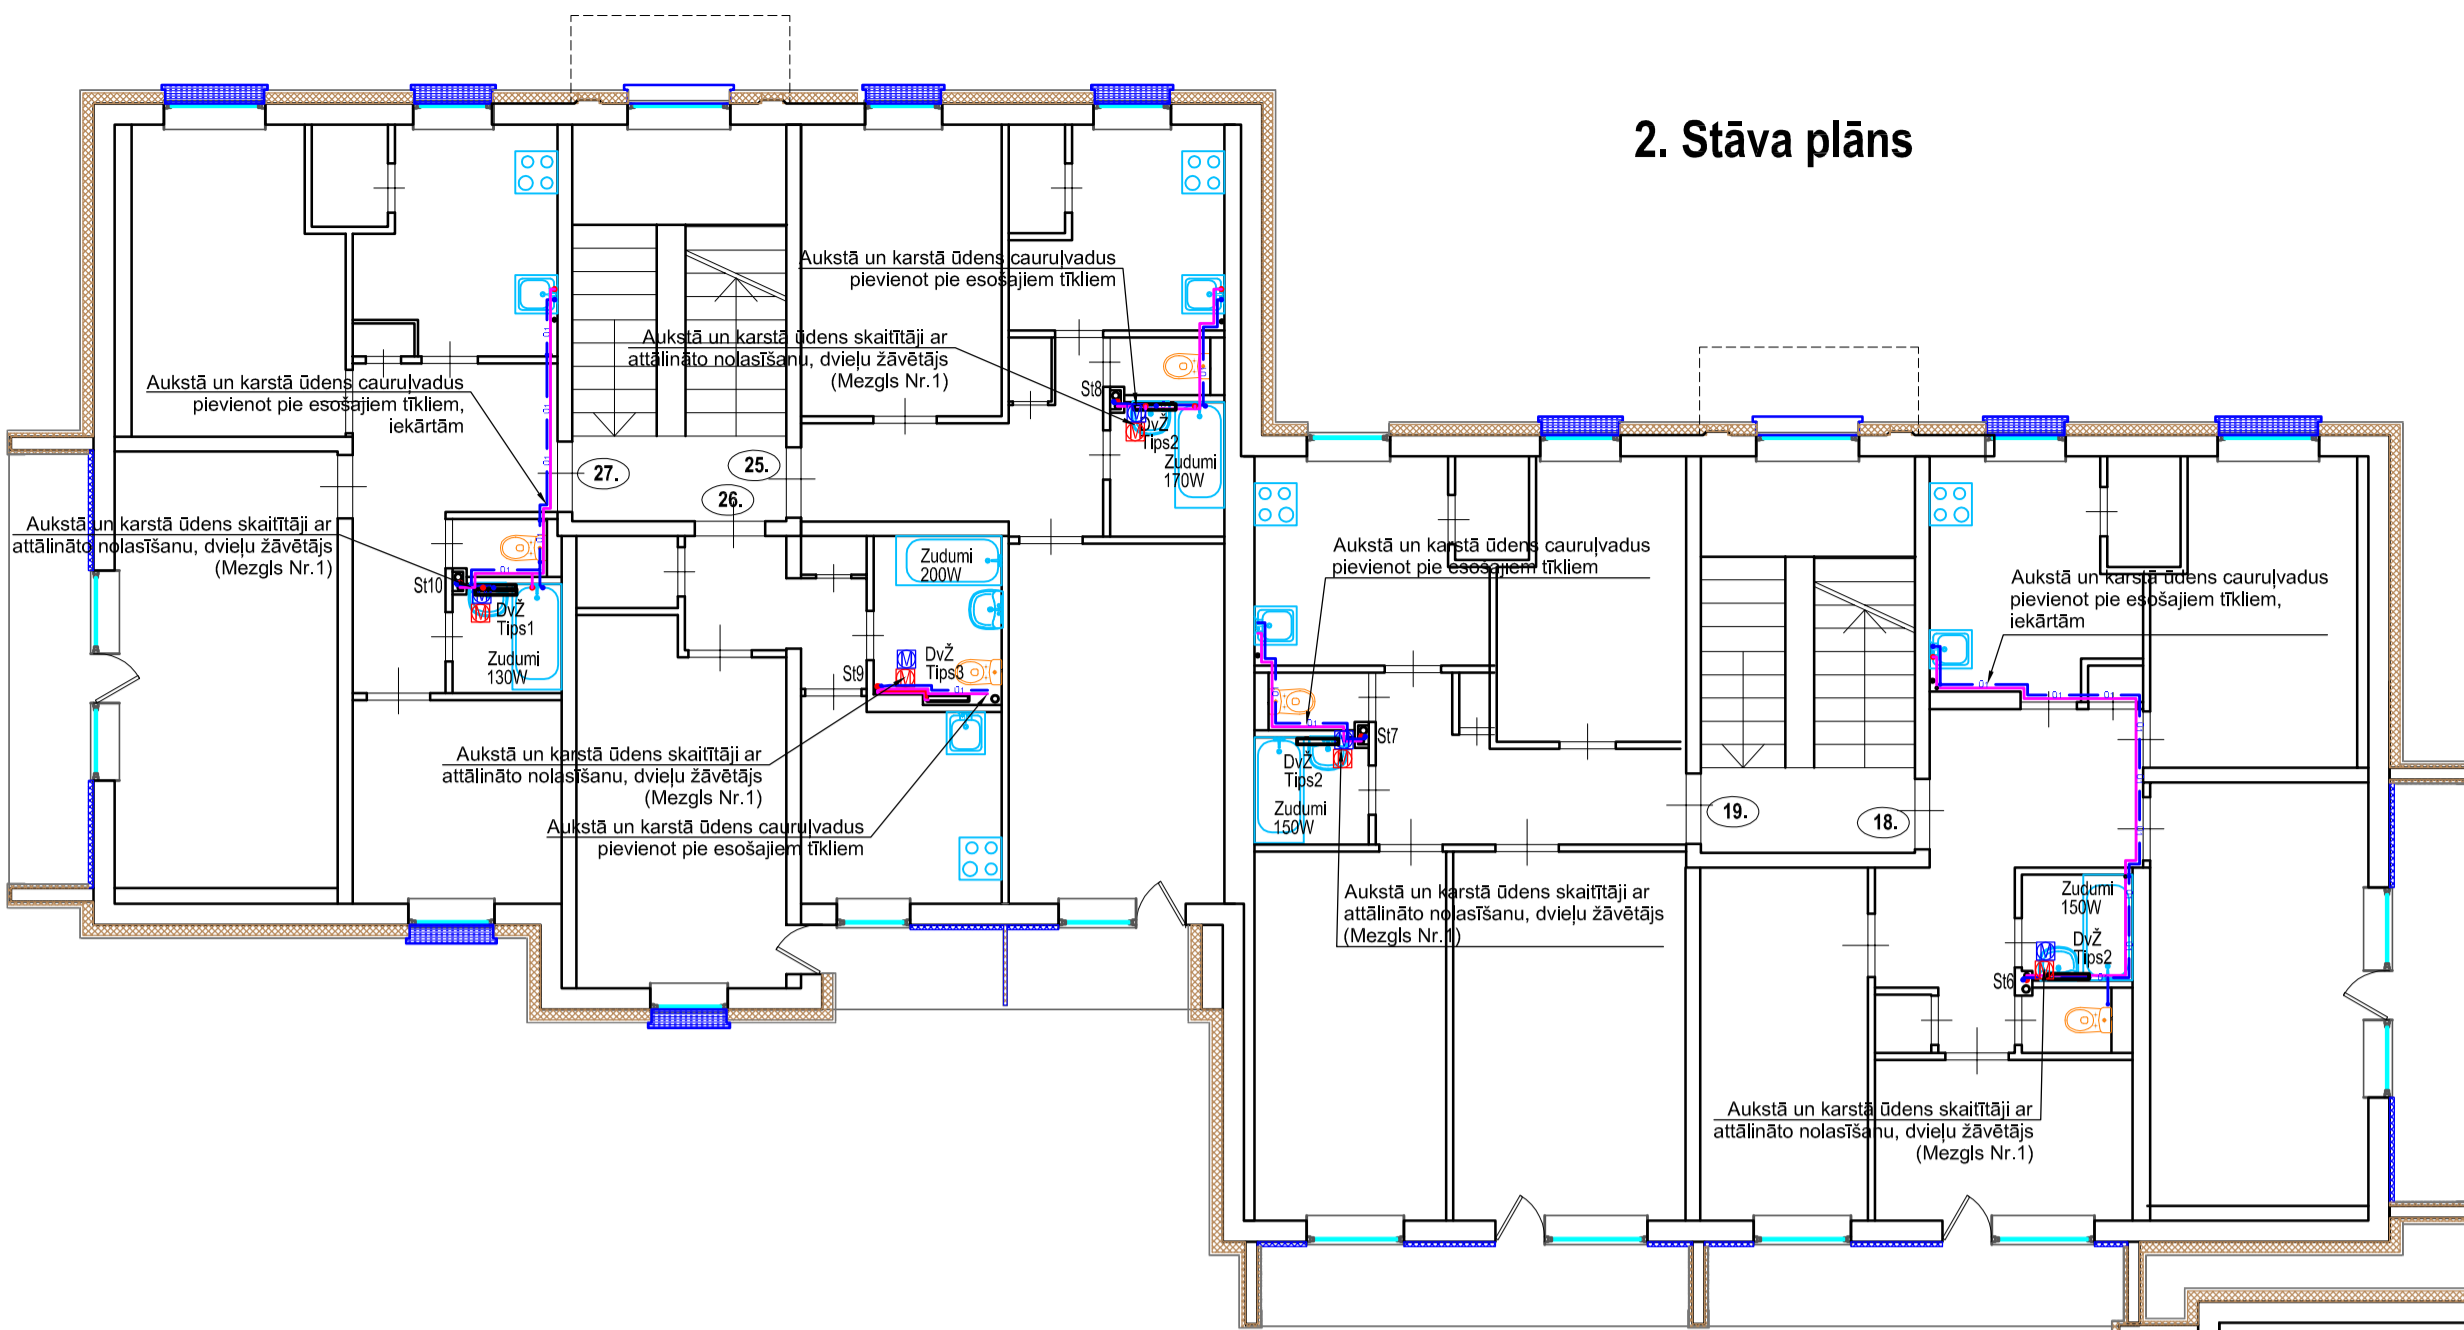 2. Stāva plāns
Aukstā un karstā ūdens cauruļvadus
pievienot pie esošajiem tīkliem
Aukstā un karstā ūdens skaitītāji ar
attālināto nolasīšanu, dvieļu žāvētājs
(Mezgls Nr.1)
Aukstā un karstā ūdens cauruļvadus
pievienot pie esošajiem tīkliem,
iekārtām
St8
DvŽ
Tips2
Zudumi
170W
27.
25.
26.
Aukstā un karstā ūdens skaitītāji ar
attālināto nolasīšanu, dvieļu žāvētājs
(Mezgls Nr.1)
St10
DvŽ
Tips1
Zudumi
130W
Zudumi
200W
DvŽ
Tips3
St9
Aukstā un karstā ūdens skaitītāji ar
attālināto nolasīšanu, dvieļu žāvētājs
(Mezgls Nr.1)
Aukstā un karstā ūdens cauruļvadus
pievienot pie esošajiem tīkliem
Aukstā un karstā ūdens cauruļvadus
pievienot pie esošajiem tīkliem
St7
DvŽ
Tips2
Zudumi
150W
19.
18.
Aukstā un karstā ūdens cauruļvadus
pievienot pie esošajiem tīkliem,
iekārtām
Aukstā un karstā ūdens skaitītāji ar
attālināto nolasīšanu, dvieļu žāvētājs
(Mezgls Nr.1)
Zudumi
150W
DvŽ
Tips2
St6
Aukstā un karstā ūdens skaitītāji ar
attālināto nolasīšanu, dvieļu žāvētājs
(Mezgls Nr.1)